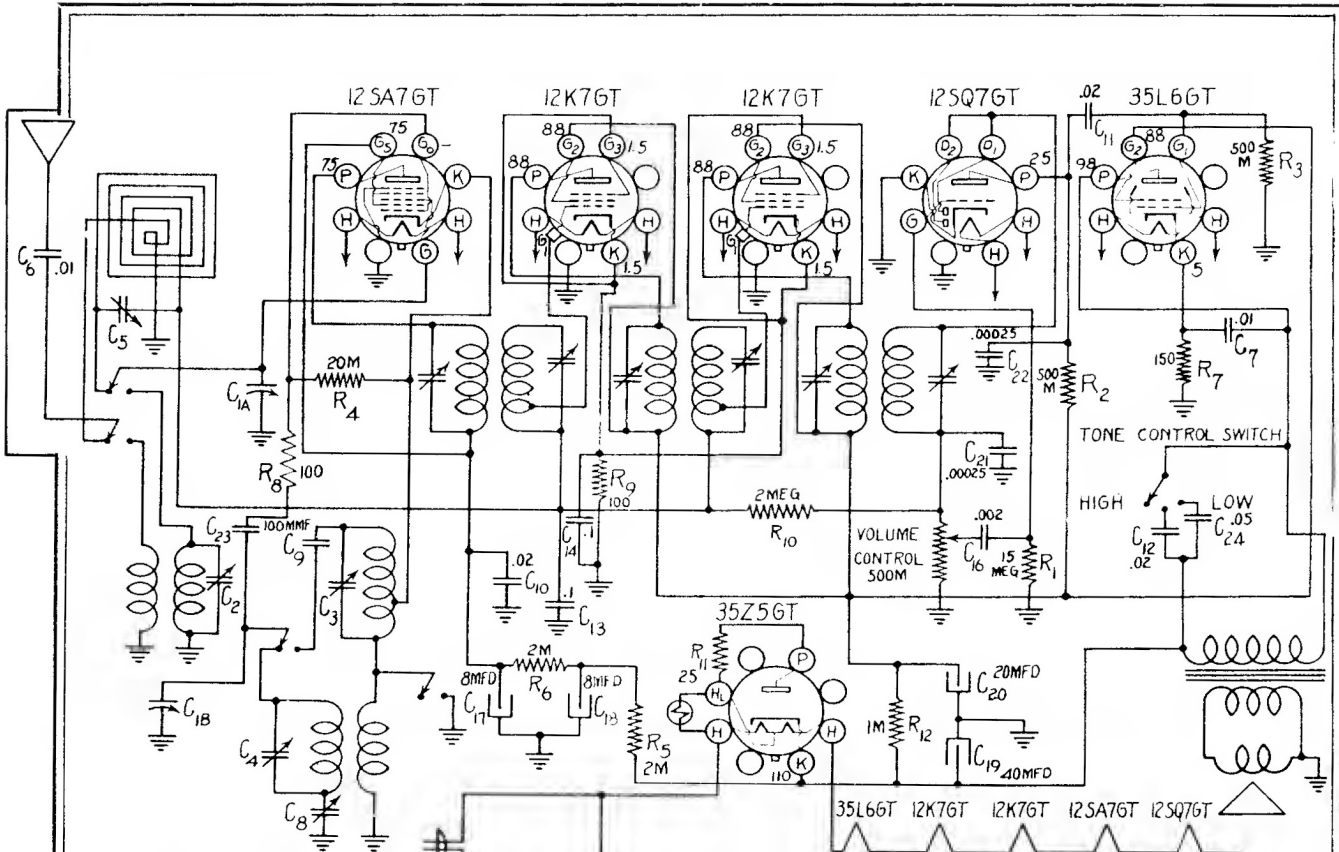 12SA7GT 12K7GT 12K7GT 12SQ7GT 35L6GT
75 G5 G0 - 75 P K H H G
88 G2 G3 1.5 88 P H H G1 K 1.5
88 G2 G3 1.5 88 P H H G1 K 1.5
D2 D1 K P 25 G H H
.02 C11 G2 88 G1 98 P H H K 5
500 M R3
C6 .01
C5
C1A
20M R4
R8 100
C22 .00025
500 M R2
150 R7
.01 C7
TONE CONTROL SWITCH
HIGH LOW
C12 .02
C24 .05
C21 .00025
R9 100
C14 .1
2MEG
R10
VOLUME
CONTROL
500M
.002
C16
15 MEG R1
C23 100MMF
C9
C3
C2
C10 .02
C13 .1
35Z5GT
R11
25 HL P H H K 110
2M
R6
8MFD C17
8MFD C18
R5
2M
1M R12
C20 20MFD
C19 40MFD
C1B
C4
C8
35L6GT 12K7GT 12K7GT 12SA7GT 12SQ7GT